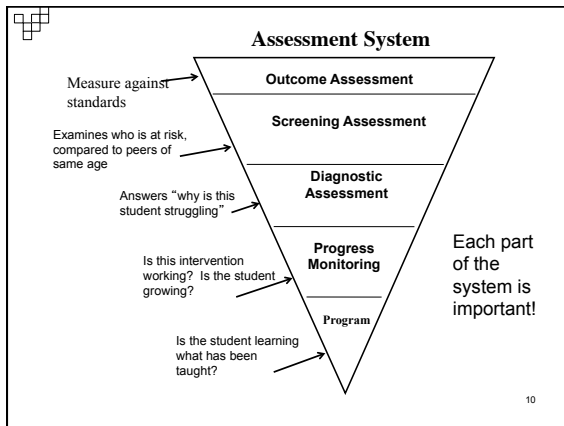 Assessment System
Measure against
standards
Outcome Assessment
Screening Assessment
Examines who is at risk,
compared to peers of
same age
Diagnostic
Assessment
Answers “why is this
student struggling”
Progress
Monitoring
Is this intervention
working?  Is the student
growing?
Each part
of the
system is
important!
Program
Is the student learning
what has been
taught?
10